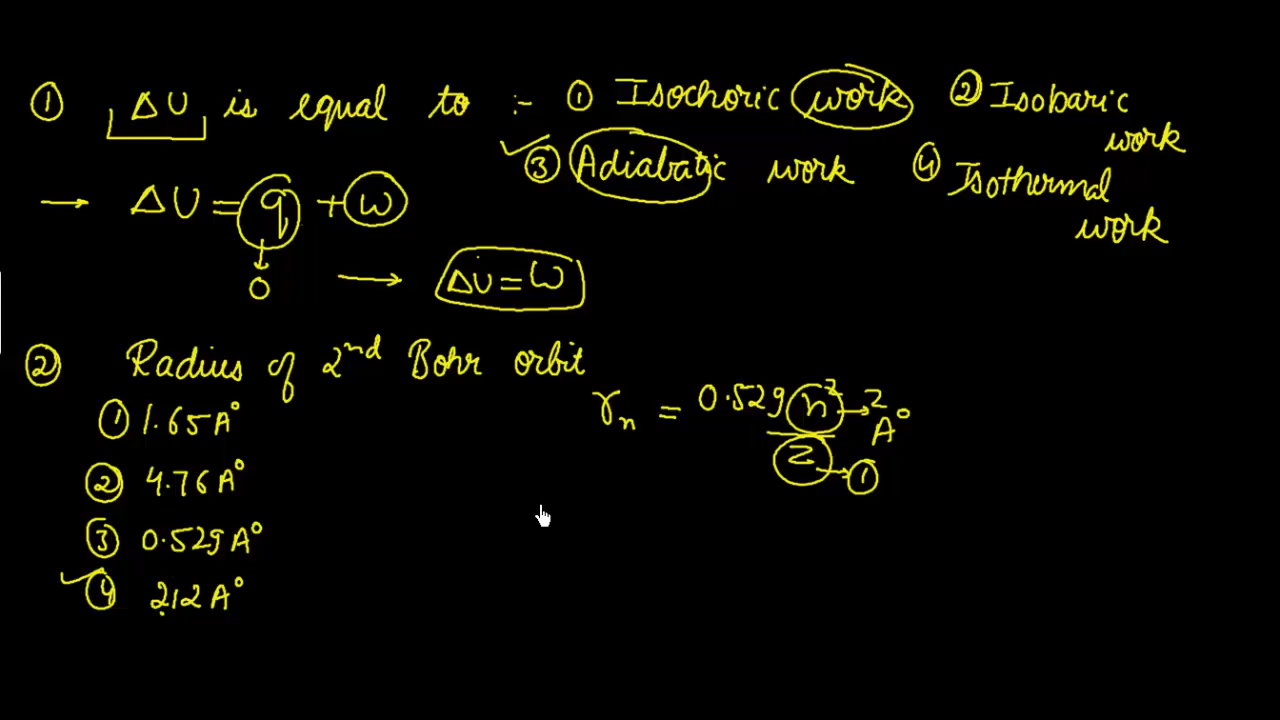 ① ΔU is equal to :- ① Isochoric work ② Isobaric work
③ Adiabatic work ④ Isothermal work
→ ΔU = q + w
↓
0 → ΔU = W
② Radius of 2nd Bohr orbit
① 1.65 A°
② 4.76 A°
③ 0.529 A°
④ 2.12 A°
rn = 0.529 n² → 2 A°
Z → ①